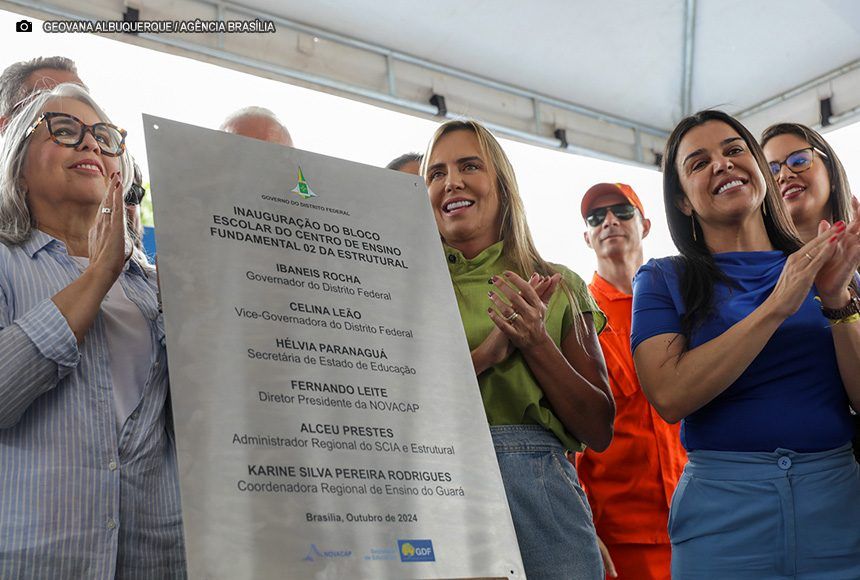 GEOVANA ALBUQUERQUE / AGÊNCIA BRASÍLIA
GOVERNO DO DISTRITO FEDERAL
INAUGURAÇÃO DO BLOCO
ESCOLAR DO CENTRO DE ENSINO
FUNDAMENTAL 02 DA ESTRUTURAL
IBANEIS ROCHA
Governador do Distrito Federal
CELINA LEÃO
Vice-Governadora do Distrito Federal
HÉLVIA PARANAGUÁ
Secretária de Estado de Educação
FERNANDO LEITE
Diretor Presidente da NOVACAP
ALCEU PRESTES
Administrador Regional do SCIA e Estrutural
KARINE SILVA PEREIRA RODRIGUES
Coordenadora Regional de Ensino do Guará
Brasília, Outubro de 2024
NOVACAP
Secretaria
de Educação
GDF